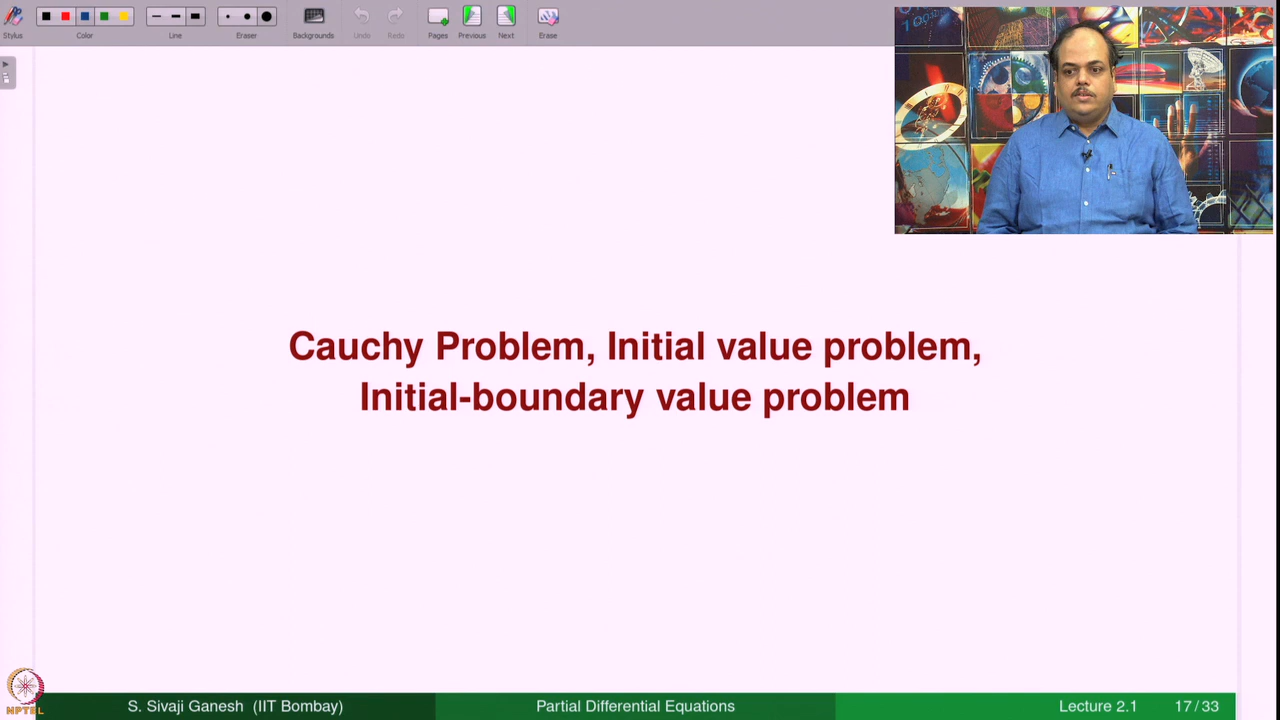 Stylus
Color
Line
Eraser
Backgrounds
Undo
Redo
Pages
Previous
Next
Erase
Cauchy Problem, Initial value problem,
Initial-boundary value problem
NPTEL
S. Sivaji Ganesh (IIT Bombay)
Partial Differential Equations
Lecture 2.1
17/33